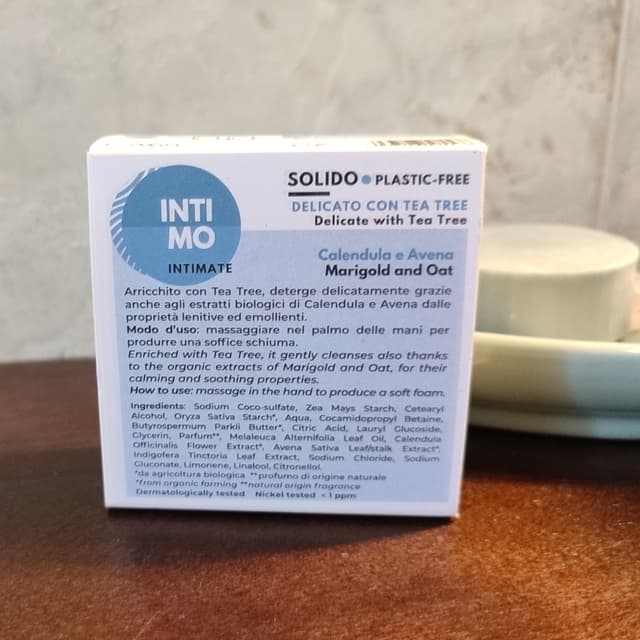 INTI
MO
INTIMATE
SOLIDO • PLASTIC-FREE
DELICATO CON TEA TREE
Delicate with Tea Tree
Calendula e Avena
Marigold and Oat
Arricchito con Tea Tree, deterge delicatamente grazie
anche agli estratti biologici di Calendula e Avena dalle
proprietà lenitive ed emollienti.
Modo d'uso: massaggiare nel palmo delle mani per
produrre una soffice schiuma.
Enriched with Tea Tree, it gently cleanses also thanks
to the organic extracts of Marigold and Oat, for their
calming and soothing properties.
How to use: massage in the hand to produce a soft foam.
Ingredients: Sodium Coco-sulfate, Zea Mays Starch, Cetearyl
Alcohol, Oryza Sativa Starch*, Aqua, Cocamidopropyl Betaine,
Butyrospermum Parkii Butter*, Citric Acid, Lauryl Glucoside,
Glycerin, Parfum**, Melaleuca Alternifolia Leaf Oil, Calendula
Officinalis Flower Extract*, Avena Sativa Leaf/stalk Extract*,
Indigofera Tinctoria Leaf Extract, Sodium Chloride, Sodium
Gluconate, Limonene, Linalool, Citronellol.
*da agricoltura biologica **profumo di origine naturale
*from organic farming **natural origin fragrance
Dermatologically tested Nickel tested <1 ppm